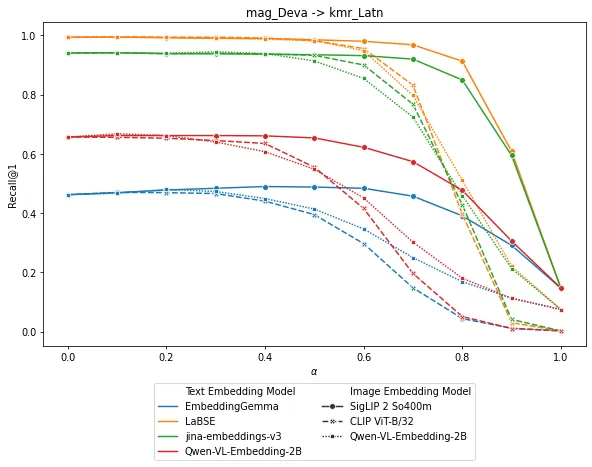 mag_Deva -> kmr_Latn
Recall@1
1.0
0.8
0.6
0.4
0.2
0.0
0.0 0.2 0.4 0.6 0.8 1.0
α
Text Embedding Model
EmbeddingGemma
LaBSE
jina-embeddings-v3
Qwen-VL-Embedding-2B
Image Embedding Model
SigLIP 2 So400m
CLIP ViT-B/32
Qwen-VL-Embedding-2B